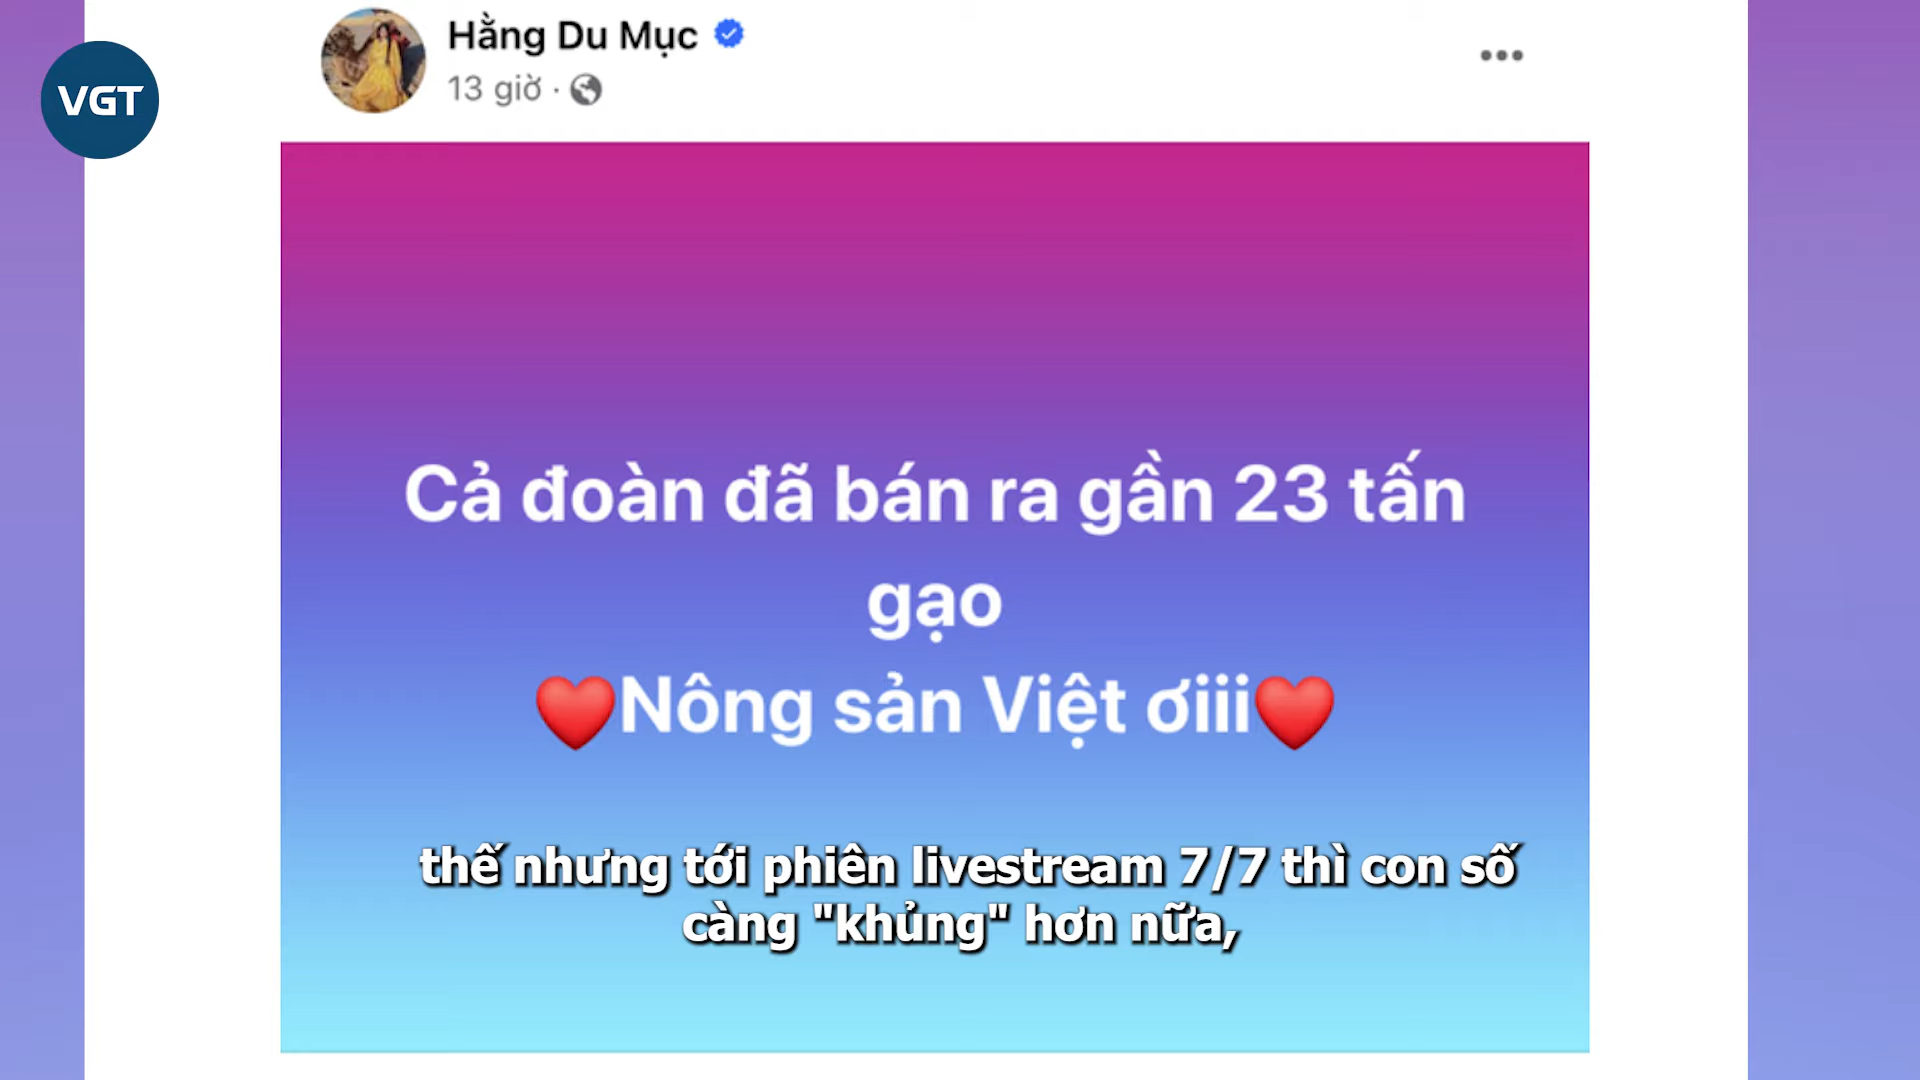 VGT
Hằng Du Mục
13 giờ ·
Cả đoàn đã bán ra gần 23 tấn
gạo
❤️Nông sản Việt ơiii❤️
thế nhưng tới phiên livestream 7/7 thì con số
càng "khủng" hơn nữa,